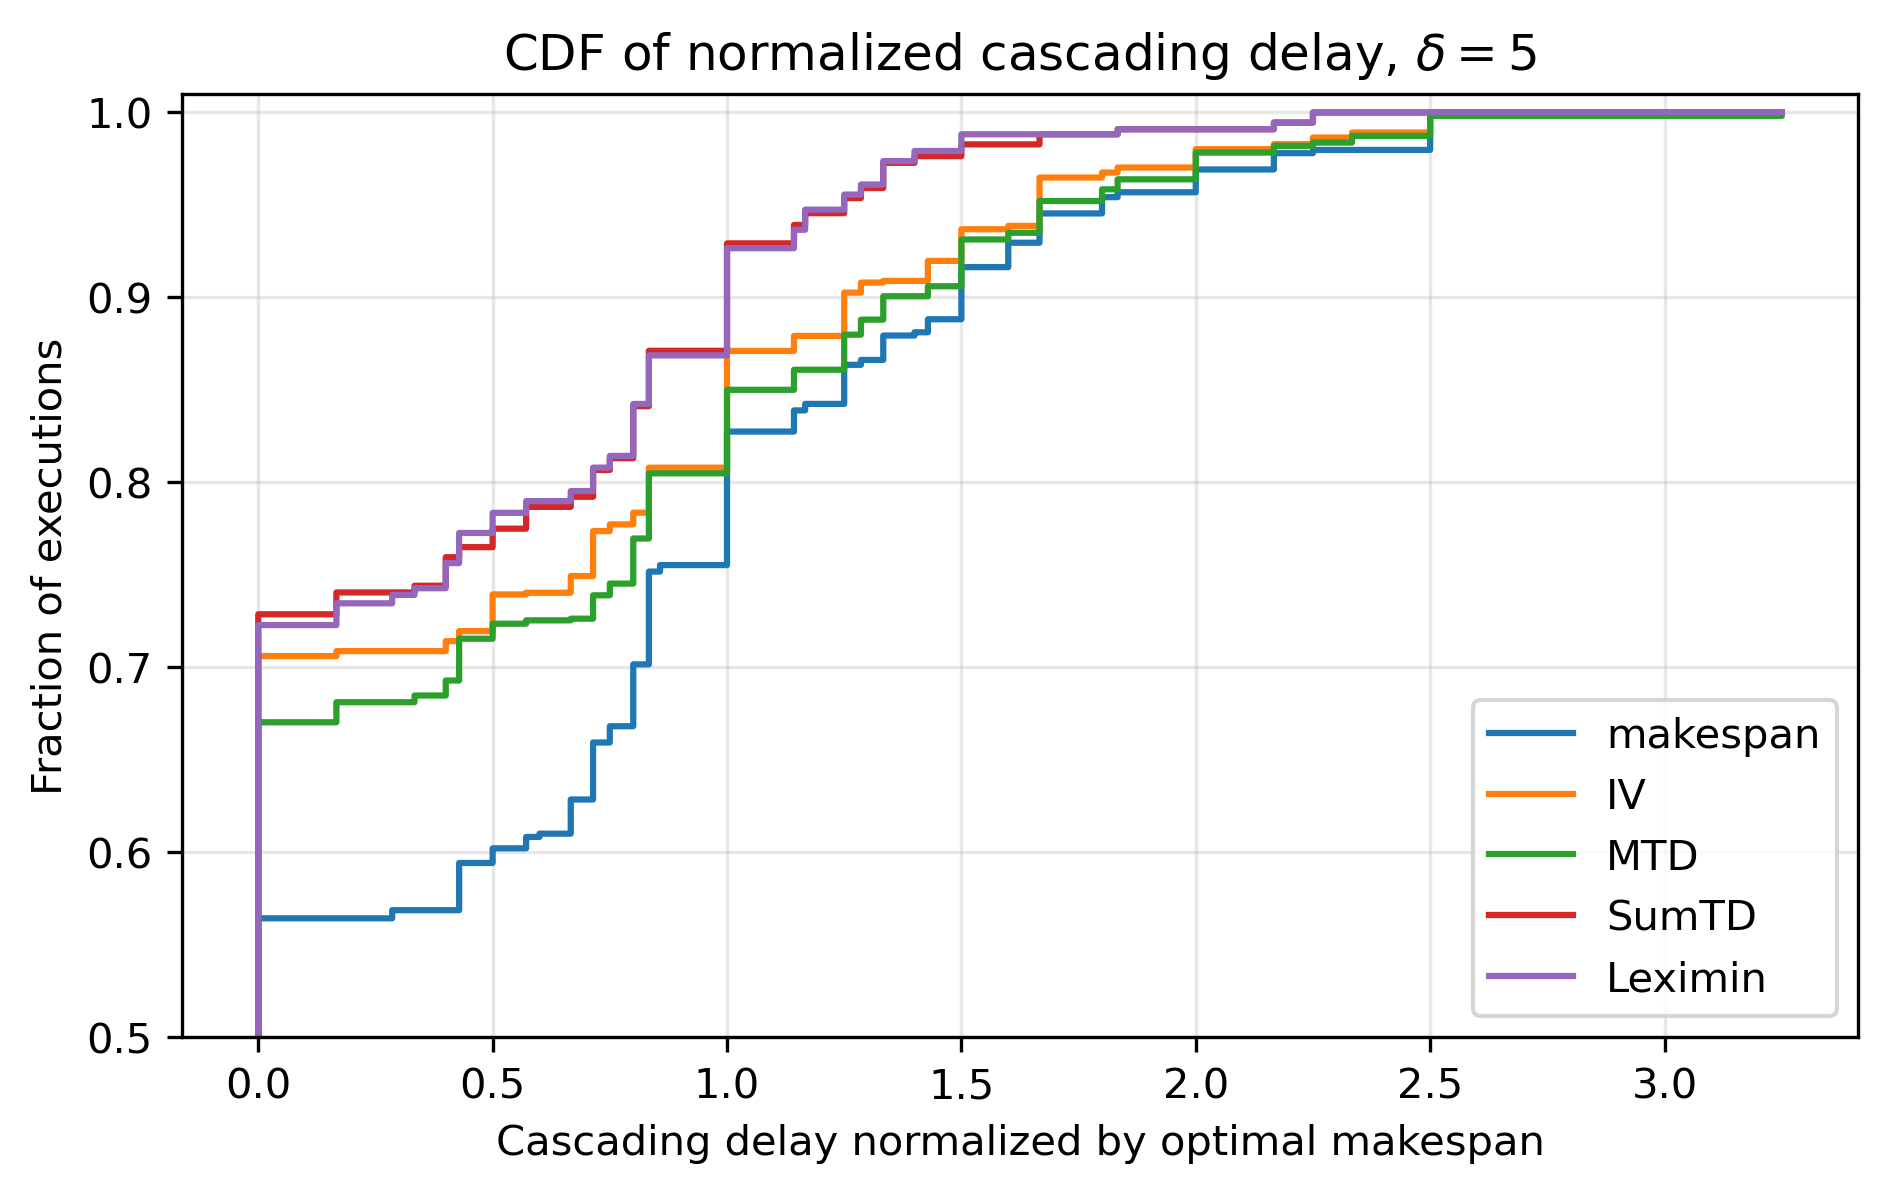 CDF of normalized cascading delay, δ = 5
Fraction of executions
1.0
0.9
0.8
0.7
0.6
0.5
0.0 0.5 1.0 1.5 2.0 2.5 3.0
Cascading delay normalized by optimal makespan
makespan
IV
MTD
SumTD
Leximin